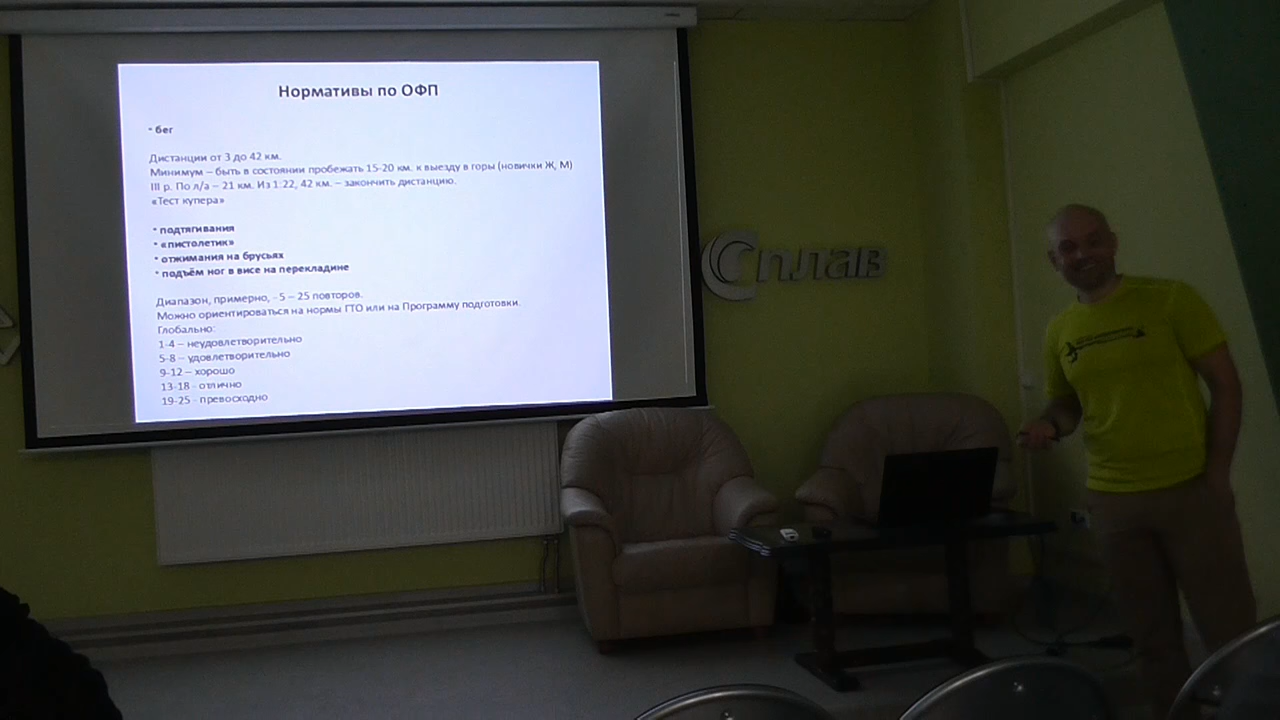 Нормативы по ОФП
• бег
Дистанции от 3 до 42 км.
Минимум – быть в состоянии пробежать 15-20 км. к выезду в горы (новички Ж, М)
III р. По л/а – 21 км. Из 1:22, 42 км. – закончить дистанцию.
«Тест купера»
• подтягивания
• «пистолетик»
• отжимания на брусьях
• подъём ног в висе на перекладине
Диапазон, примерно, - 5 – 25 повторов.
Можно ориентироваться на нормы ГТО или на Программу подготовки.
Глобально:
1-4 – неудовлетворительно
5-8 – удовлетворительно
9-12 – хорошо
13-18 - отлично
19-25 - превосходно
Сплав